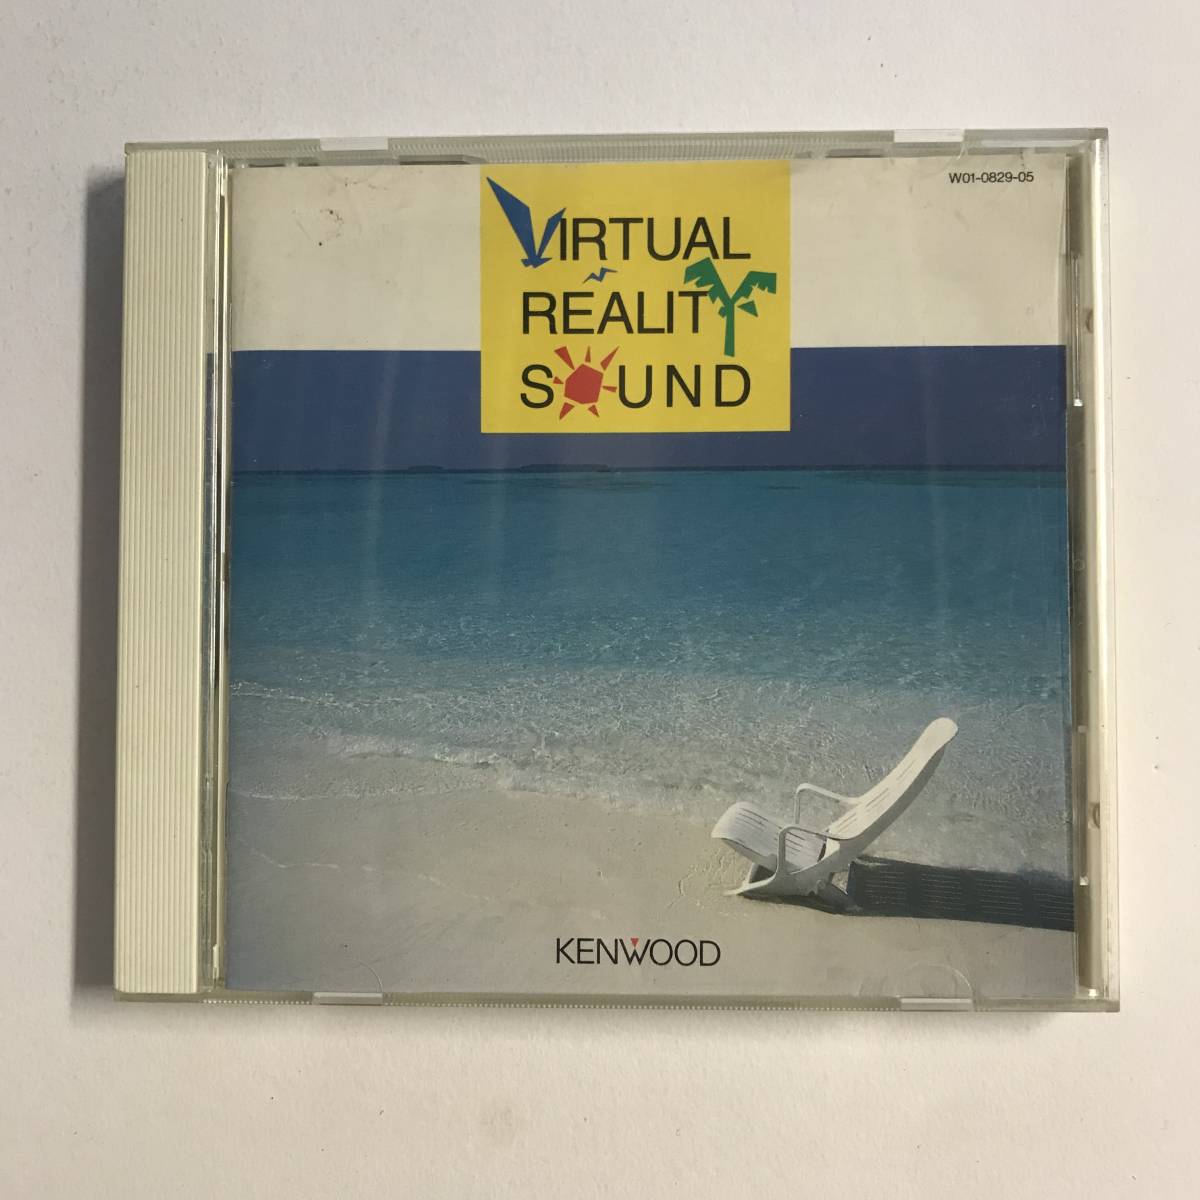 W01-0829-05
VIRTUAL
REALITY
SOUND
KENWOOD